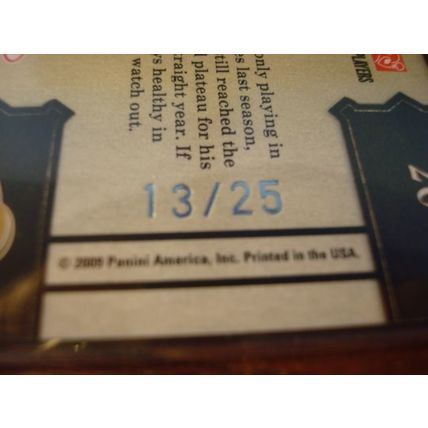 only playing in
es last season,
till reached the
l plateau for his
raight year. If
ys healthy in
watch out.
13/25
© 2009 Panini America, Inc. Printed in the USA.
PLAYERS